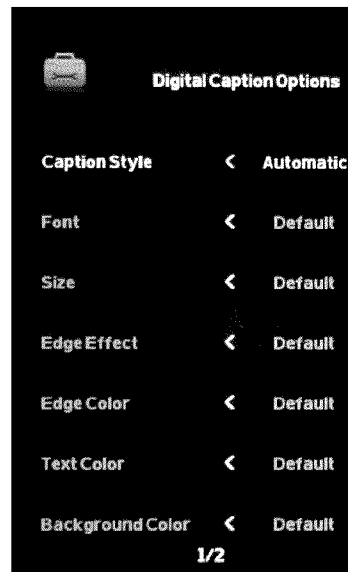 Digital Caption Options
Caption Style < Automatic
Font < Default
Size < Default
Edge Effect < Default
Edge Color < Default
Text Color < Default
Background Color < Default
1/2